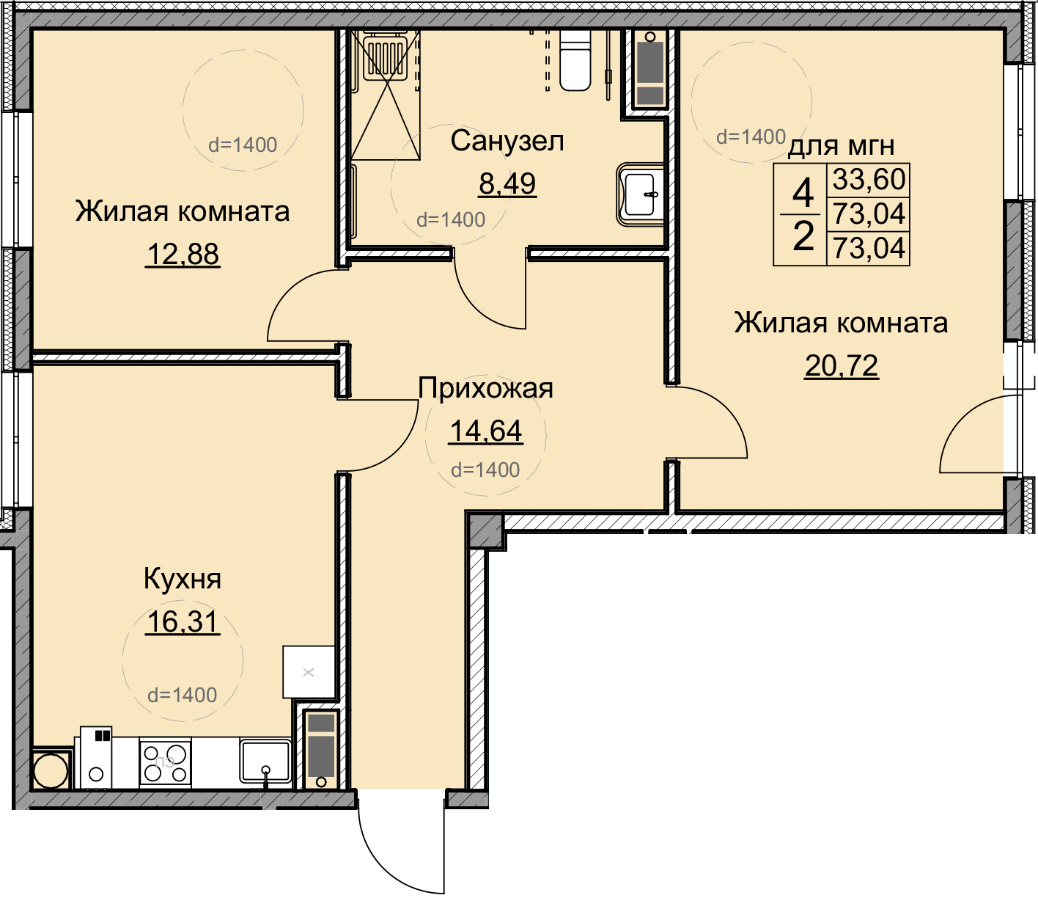 d=1400
Жилая комната
12,88
Санузел
8,49
d=1400
d=1400
для мгн
4
2
33,60
73,04
73,04
Жилая комната
20,72
Прихожая
14,64
d=1400
Кухня
16,31
d=1400
х
ПЭ